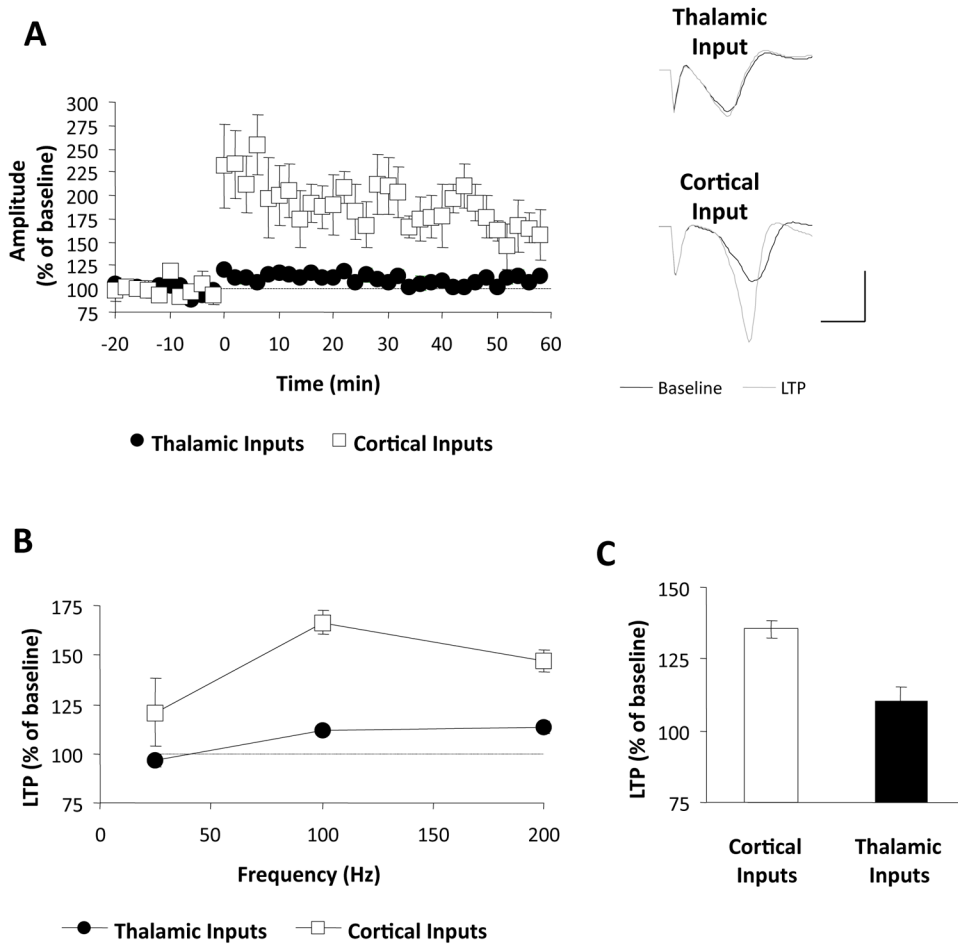 A
Thalamic
Input
300
275
250
225
200
175
150
125
100
75
Amplitude
(% of baseline)
-20 -10 0 10 20 30 40 50 60
Time (min)
Thalamic Inputs Cortical Inputs
Cortical
Input
Baseline LTP
B
175
150
125
100
75
LTP (% of baseline)
0 50 100 150 200
Frequency (Hz)
Thalamic Inputs Cortical Inputs
C
150
125
100
75
LTP (% of baseline)
Cortical
Inputs
Thalamic
Inputs